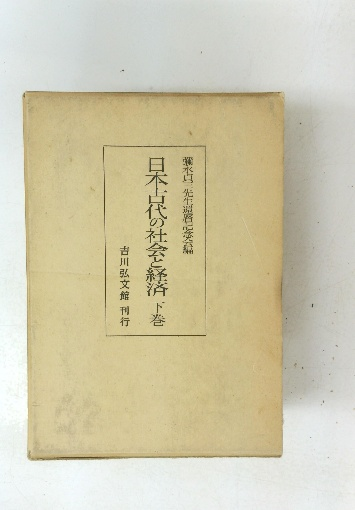 彌永貞三先生還暦記念会編
日本古代の社会と経済 下巻
吉川弘文館 刊行